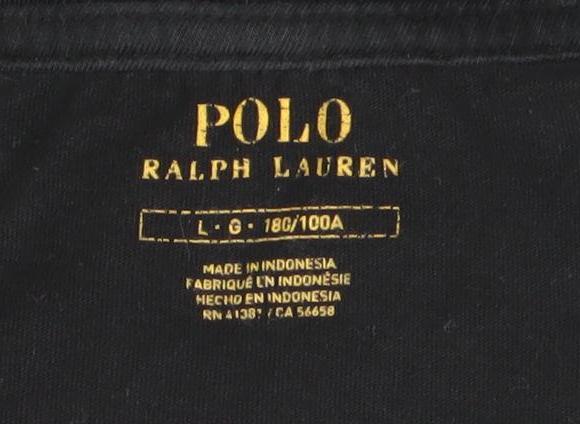 POLO
RALPH LAUREN
L • G • 180/100A
MADE IN INDONESIA
FABRIQUÉ EN INDONÉSIE
HECHO EN INDONESIA
RN 41381 / CA 56658